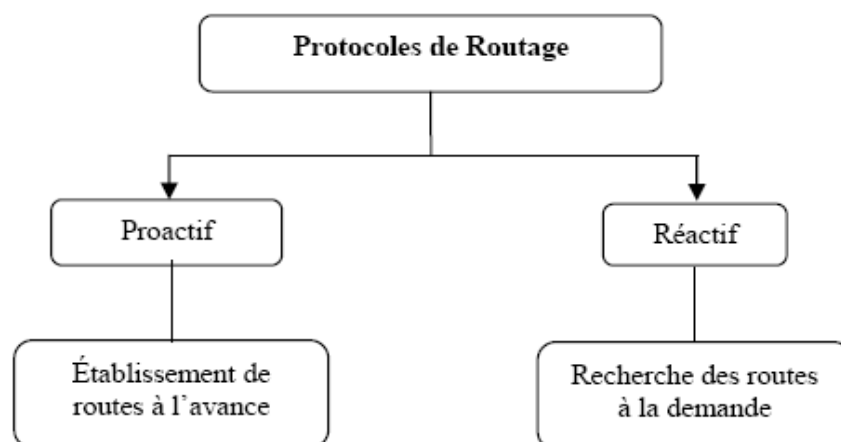 Protocoles de Routage
Proactif
Réactif
Établissement de
routes à l’avance
Recherche des routes
à la demande